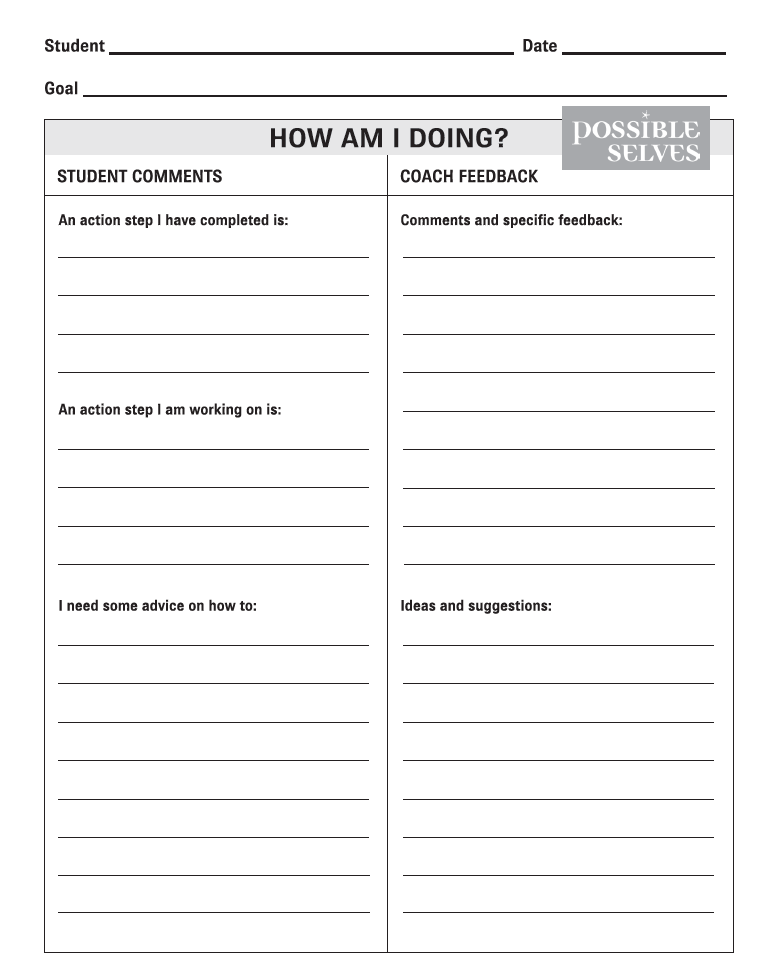 Student Date
Goal
HOW AM I DOING?
POSSIBLE
SELVES
STUDENT COMMENTS
COACH FEEDBACK
An action step I have completed is:
Comments and specific feedback:
An action step I am working on is:
I need some advice on how to:
Ideas and suggestions: